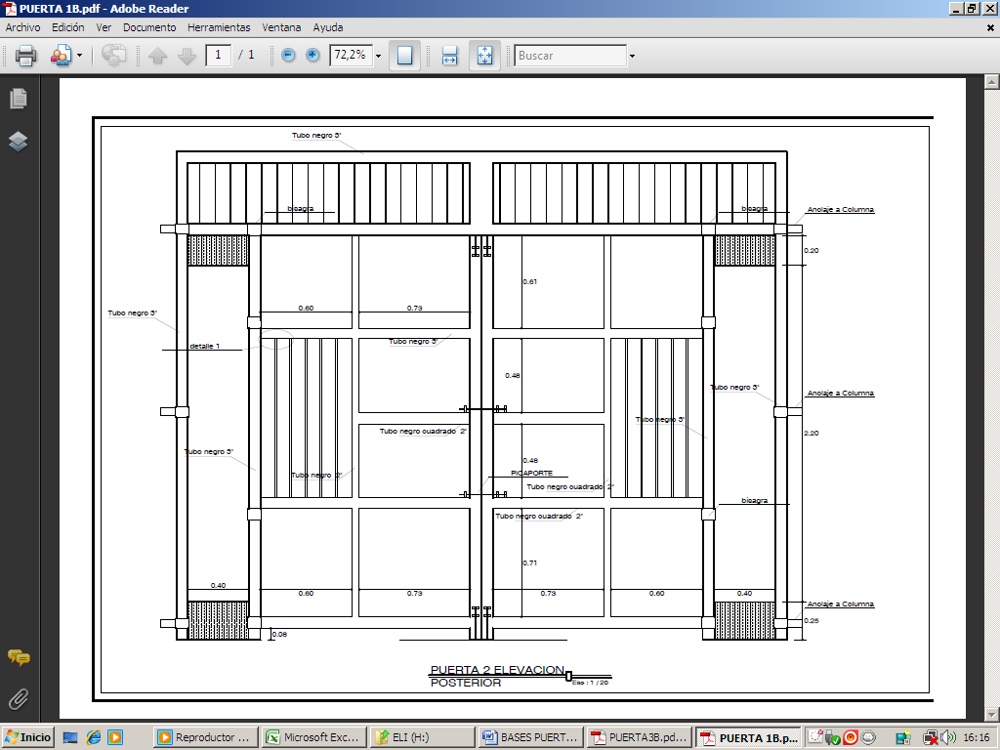 PUERTA 1B.pdf - Adobe Reader
Archivo Edición Ver Documento Herramientas Ventana Ayuda
1 / 1 72,2% Buscar
Tubo negro 3"
bisagra
bisagra
Anclaje a Columna
0.20
0.61
0.60
0.73
Tubo negro 3"
Tubo negro 3"
detalle 1
0.48
Tubo negro 3"
Anclaje a Columna
Tubo negro 3"
Tubo negro cuadrado 2"
2.20
Tubo negro 3"
0.48
Tubo negro 2"
PICAPORTE
Tubo negro cuadrado 2"
bisagra
Tubo negro cuadrado 2"
0.71
0.40
0.60
0.73
0.73
0.60
0.40
Anclaje a Columna
0.25
0.08
PUERTA 2 ELEVACION
POSTERIOR
Esc : 1 / 20
Inicio
Reproductor ...
Microsoft Exc...
ELI (H:)
BASES PUERT...
PUERTA3B.pd...
PUERTA 1B.p...
16:16